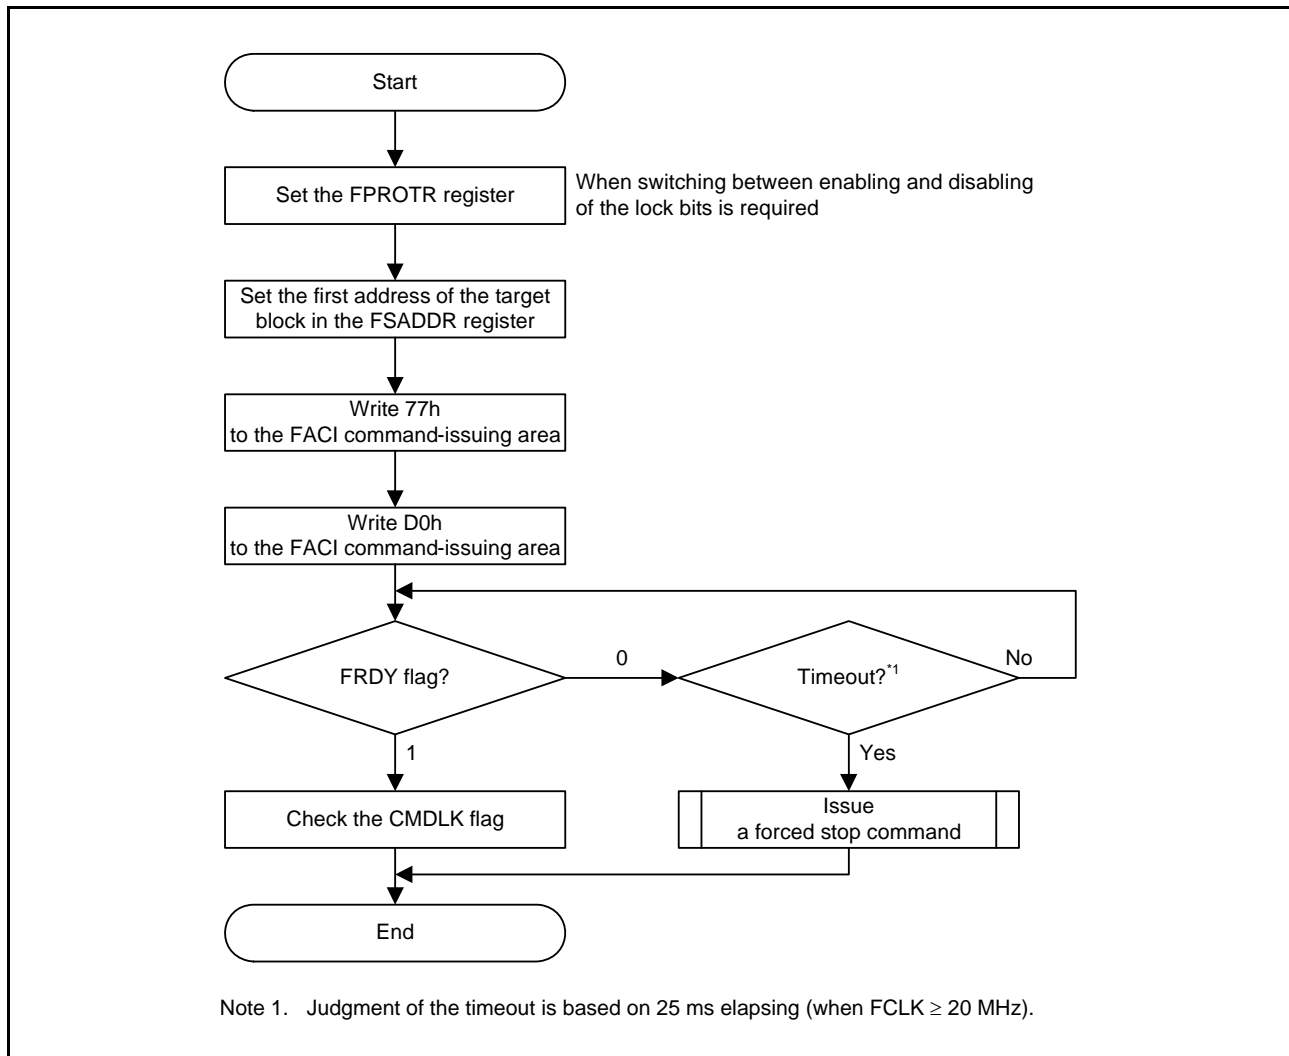 Start
Set the FPROTR register
When switching between enabling and disabling
of the lock bits is required
Set the first address of the target
block in the FSADDR register
Write 77h
to the FACI command-issuing area
Write D0h
to the FACI command-issuing area
FRDY flag?
0
Timeout?*1
No
1
Yes
Check the CMDLK flag
Issue
a forced stop command
End
Note 1. Judgment of the timeout is based on 25 ms elapsing (when FCLK ≥ 20 MHz).